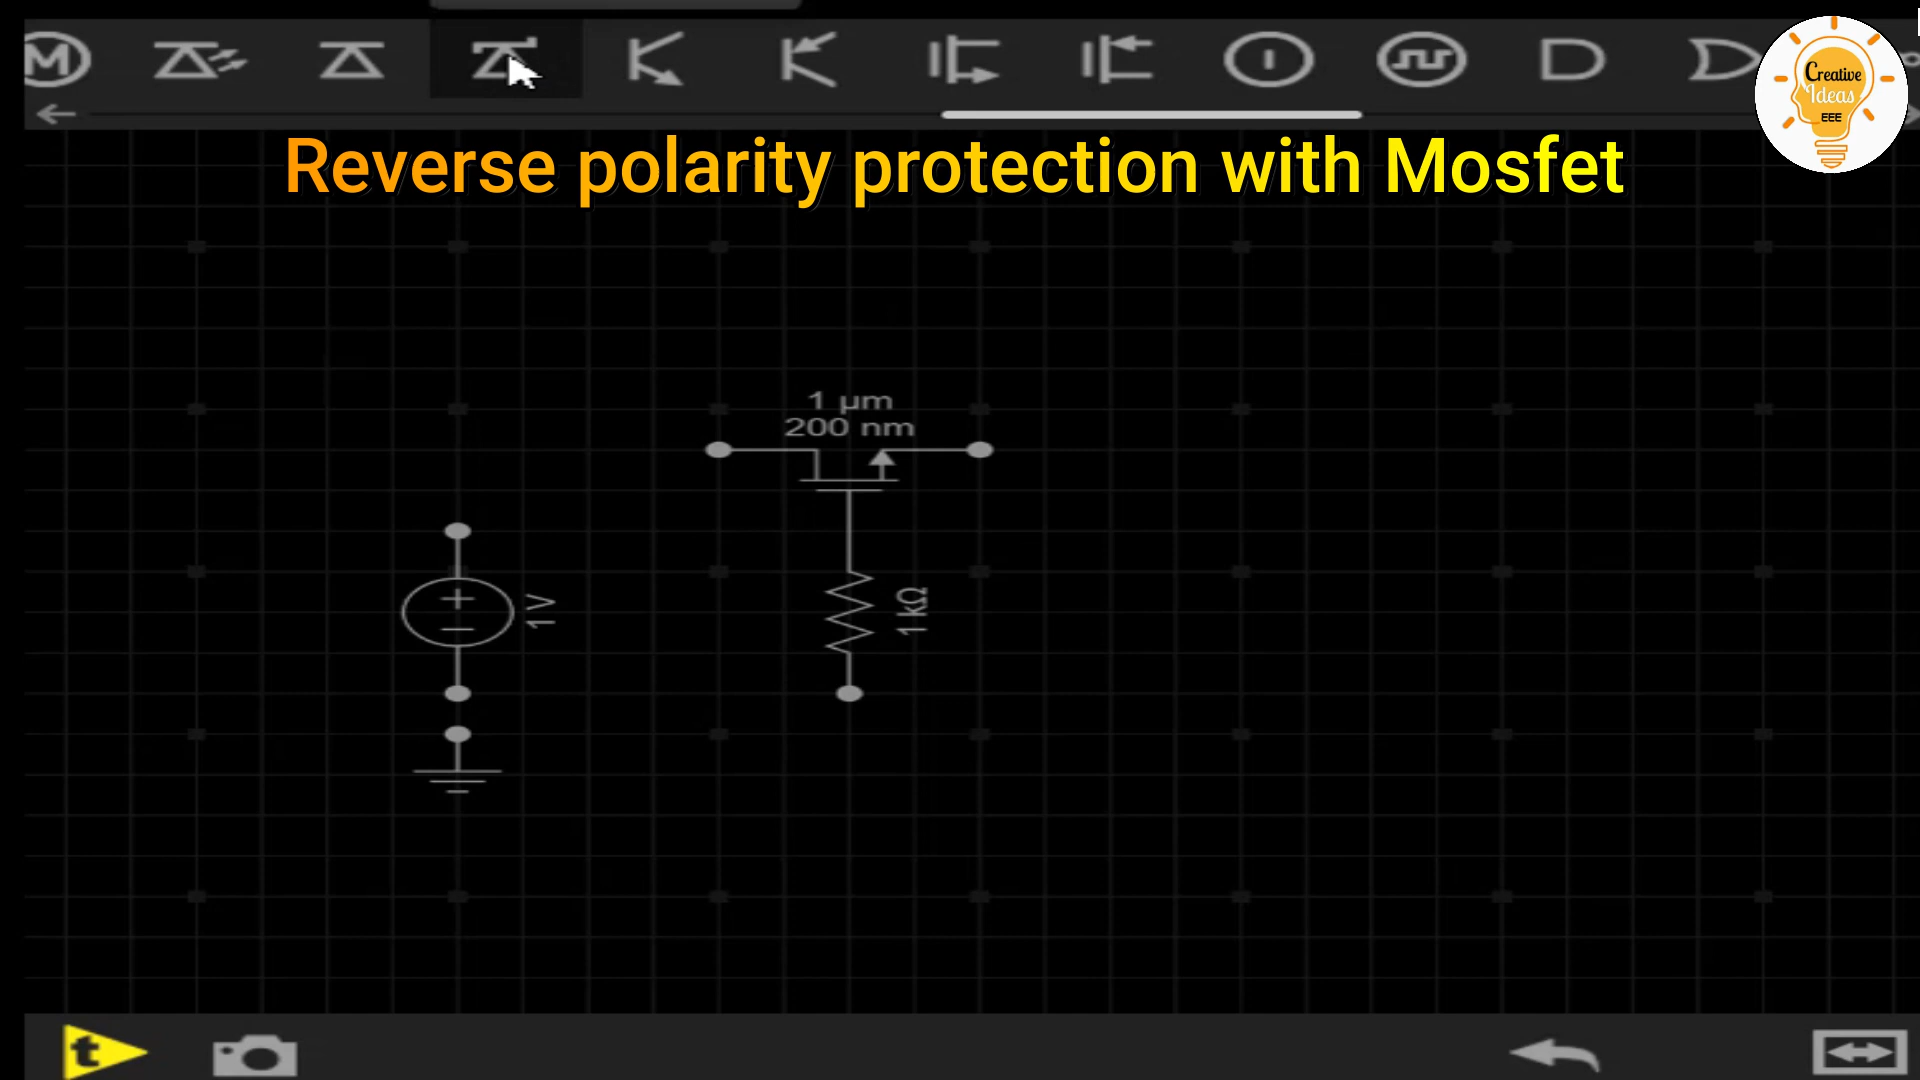 M
Creative
Ideas
EEE
Reverse polarity protection with Mosfet
1 µm
200 nm
1 V
1 kΩ
t